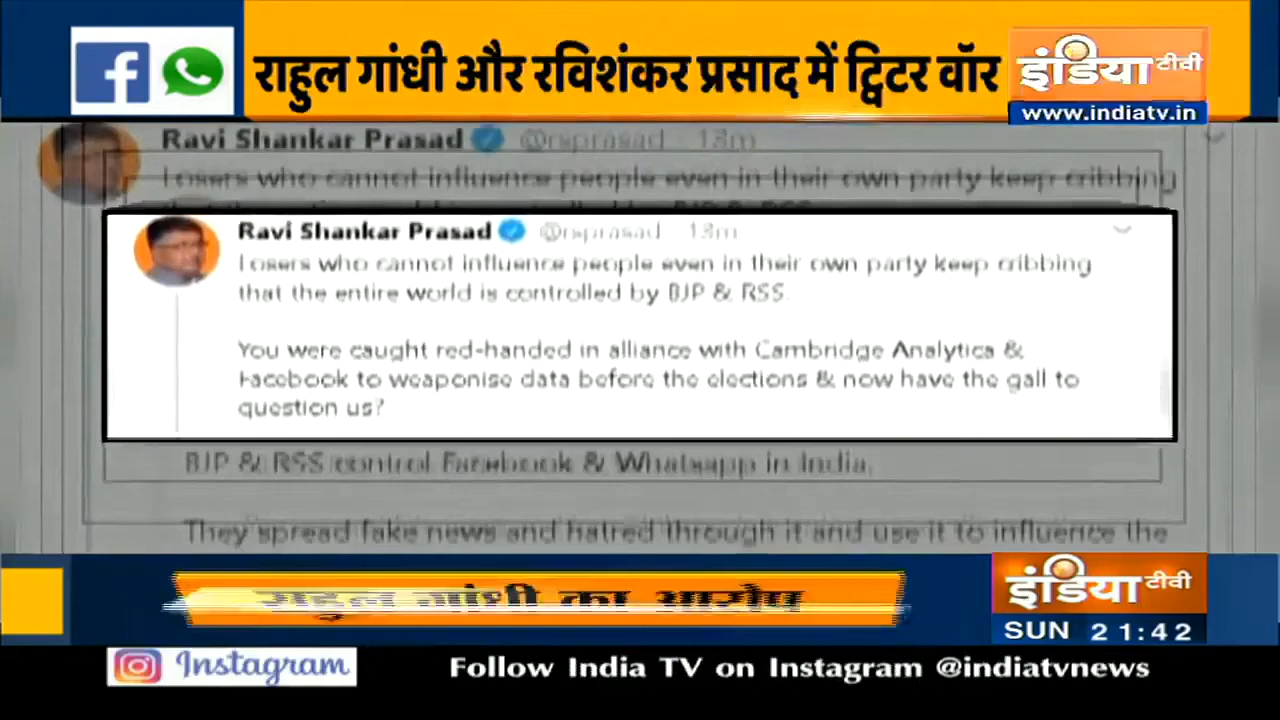 राहुल गांधी और रविशंकर प्रसाद में ट्विटर वॉर
इंडिया टीवी
www.indiatv.in
Ravi Shankar Prasad @rsprasad · 13m
Losers who cannot influence people even in their own party keep cribbing
Ravi Shankar Prasad @rsprasad · 13m
Losers who cannot influence people even in their own party keep cribbing
that the entire world is controlled by BJP & RSS.
You were caught red-handed in alliance with Cambridge Analytica &
Facebook to weaponise data before the elections & now have the gall to
question us?
BJP & RSS control Facebook & Whatsapp in India.
They spread fake news and hatred through it and use it to influence the
राहुल गांधी का आरोप
इंडिया टीवी
SUN 21:42
Instagram
Follow India TV on Instagram @indiatvnews